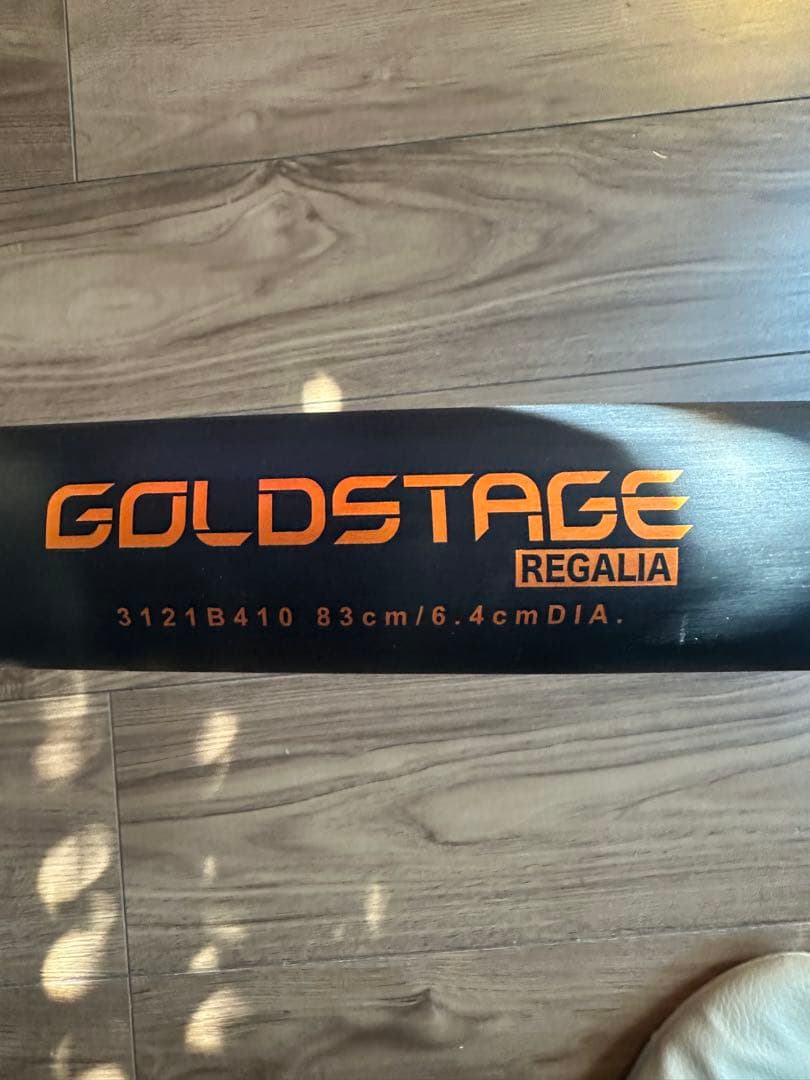 GOLDSTAGE
REGALIA
3121B410 83cm/6.4cmDIA.